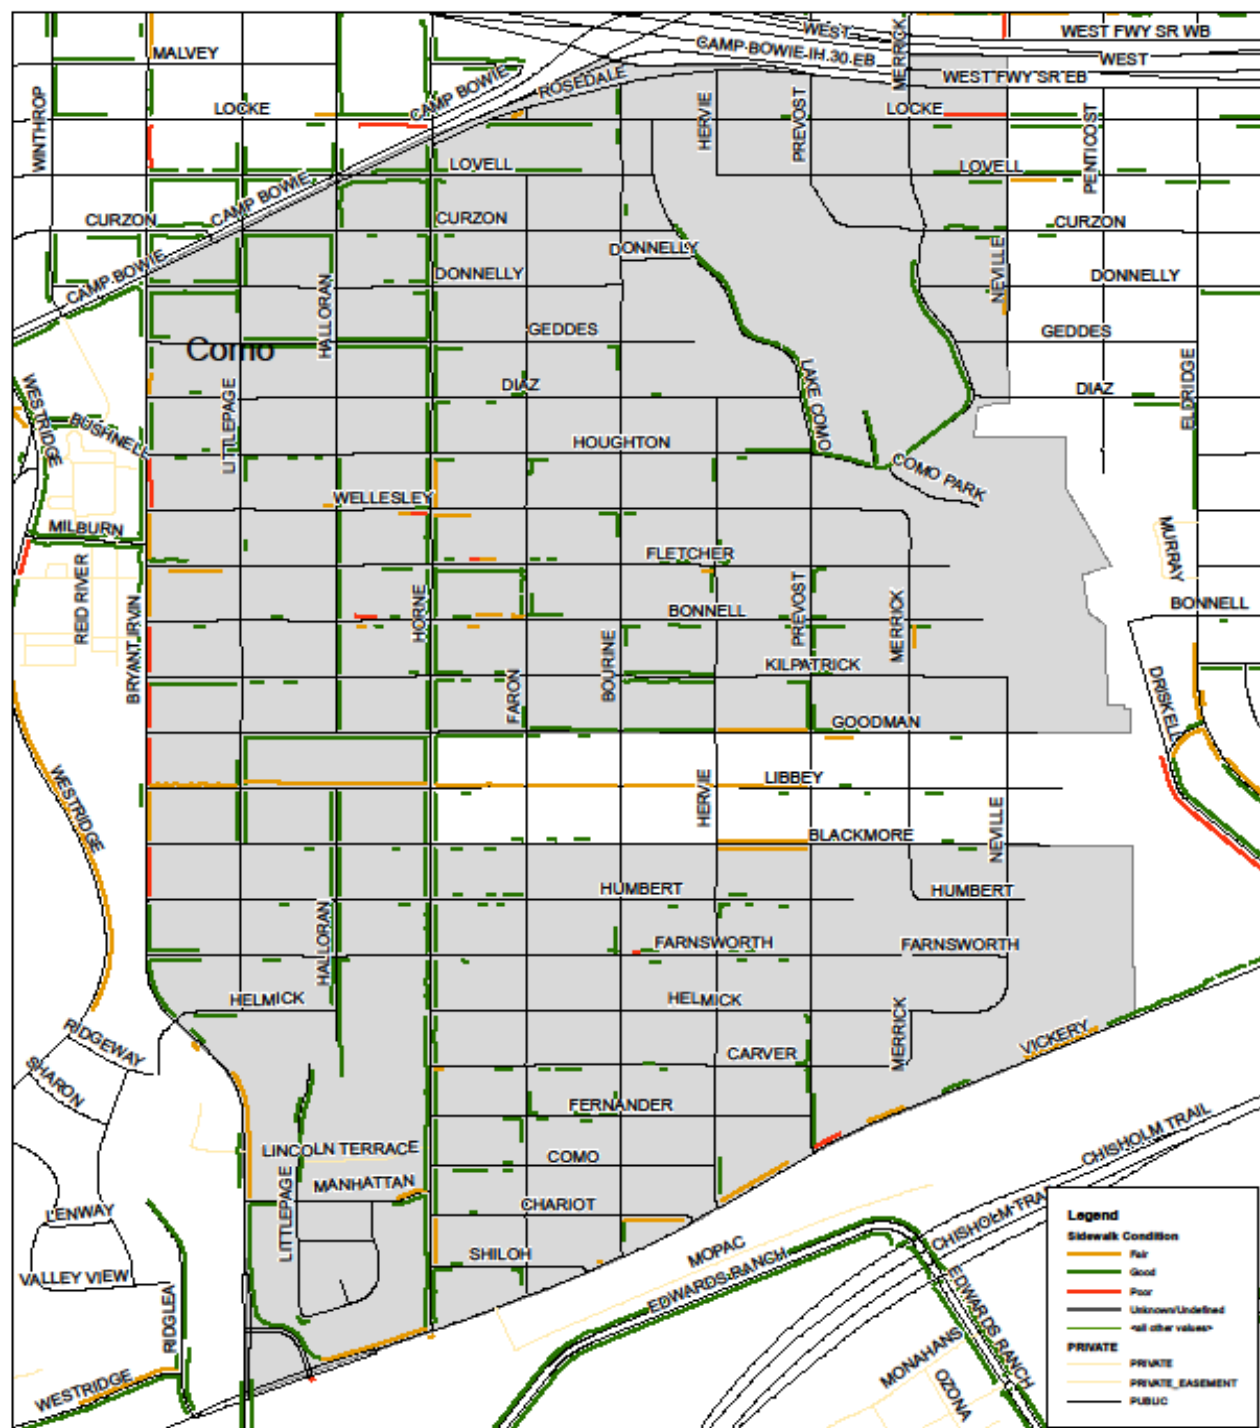 WEST
WEST FWY SR WB
MALVEY
MERRICK
CAMP BOWIE-IH 30 EB
WEST
CAMP BOWIE
ROSEDALE
WEST FWY SR EB
WINTHROP
LOCKE
HERVIE
PREVOST
LOCKE
PENTICOST
LOVELL
LOVELL
CAMP BOWIE
CURZON
CURZON
CURZON
DONNELLY
CAMP BOWIE
DONNELLY
NEVILLE
DONNELLY
HALLORAN
GEDDES
GEDDES
Como
WESTRIDGE
LITTLEPAGE
DIAZ
LAKE COMO
DIAZ
ELDRIDGE
BUSHNELL
HOUGHTON
COMO PARK
WELLESLEY
MILBURN
FLETCHER
MURRAY
REID RIVER
BRYANT IRVIN
HORNE
BONNELL
PREVOST
MERRICK
BONNELL
BOURINE
KILPATRICK
FARON
GOODMAN
DRISKELL
WESTRIDGE
LIBBEY
HERVIE
BLACKMORE
NEVILLE
HUMBERT
HUMBERT
HALLORAN
FARNSWORTH
FARNSWORTH
HELMICK
HELMICK
RIDGEWAY
CARVER
MERRICK
VICKERY
SHARON
FERNANDER
LINCOLN TERRACE
COMO
CHISHOLM TRAIL
MANHATTAN
LITTLEPAGE
CHARIOT
LENWAY
CHISHOLM TRA
SHILOH
MOPAC
VALLEY VIEW
EDWARDS RANCH
EDWARDS RANCH
RIDGLEA
MONAHANS
OZONA
WESTRIDGE
Legend
Sidewalk Condition
Fair
Good
Poor
Unknown/Undefined
<all other values>
PRIVATE
PRIVATE
PRIVATE_EASEMENT
PUBLIC